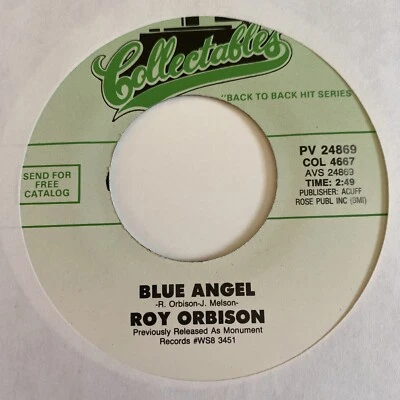 Collectables
"BACK TO BACK HIT SERIES
SEND FOR
FREE
CATALOG
PV 24869
COL 4667
AVS 24869
TIME: 2:49
PUBLISHER: ACUFF
ROSE PUBL INC (BMI)
BLUE ANGEL
-R. Orbison-J. Melson-
ROY ORBISON
Previously Released As Monument
Records #WS8 3451